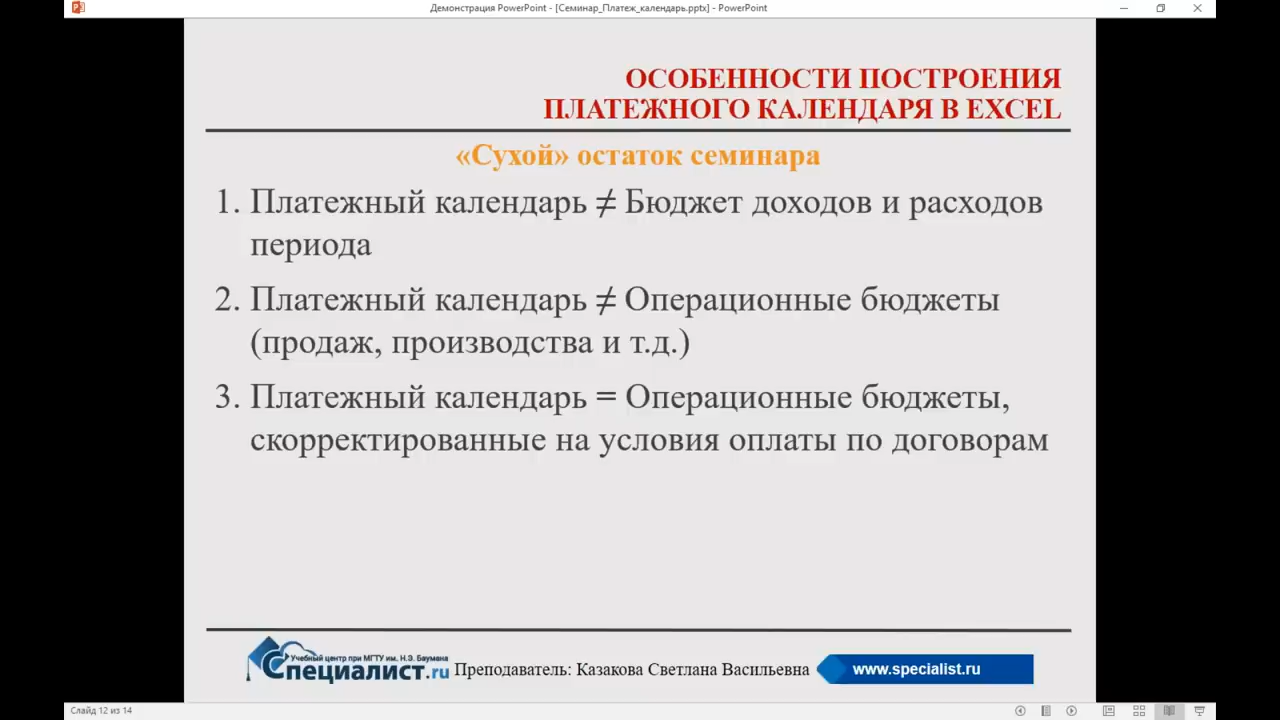 Демонстрация PowerPoint - [Семинар_Платеж_календарь.pptx] - PowerPoint
ОСОБЕННОСТИ ПОСТРОЕНИЯ
ПЛАТЕЖНОГО КАЛЕНДАРЯ В EXCEL
«Сухой» остаток семинара
1. Платежный календарь ≠ Бюджет доходов и расходов
периода
2. Платежный календарь ≠ Операционные бюджеты
(продаж, производства и т.д.)
3. Платежный календарь = Операционные бюджеты,
скорректированные на условия оплаты по договорам
Учебный центр при МГТУ им. Н.Э. Баумана
Специалист.ru
Преподаватель: Казакова Светлана Васильевна
www.specialist.ru
Слайд 12 из 14